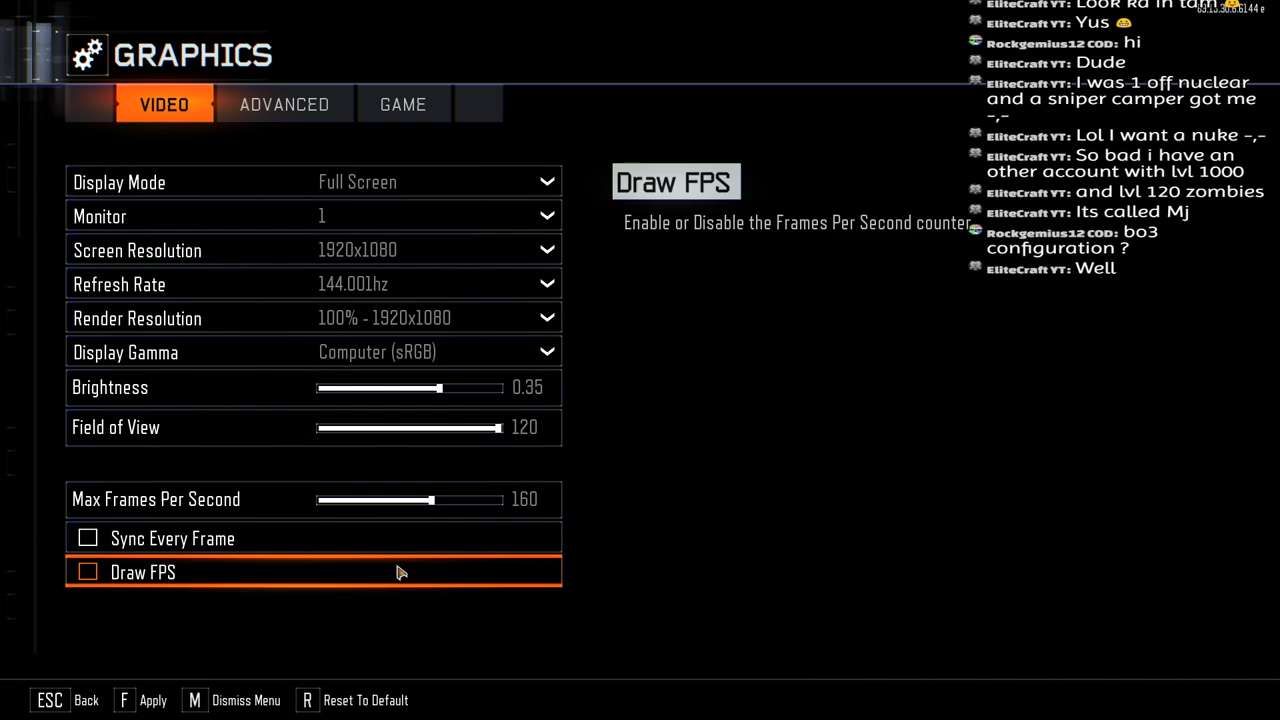 GRAPHICS
VIDEO ADVANCED GAME
Display Mode Full Screen
Monitor 1
Screen Resolution 1920x1080
Refresh Rate 144.001hz
Render Resolution 100% - 1920x1080
Display Gamma Computer (sRGB)
Brightness 0.35
Field of View 120
Max Frames Per Second 160
Sync Every Frame
Draw FPS
Draw FPS
Enable or Disable the Frames Per Second counter
EliteCraft YT: Look ka in tam
EliteCraft YT: Yus
Rockgemius12 COD: hi
EliteCraft YT: Dude
EliteCraft YT: I was 1 off nuclear
and a sniper camper got me
-,-
EliteCraft YT: Lol I want a nuke -,-
EliteCraft YT: So bad i have an
other account with lvl 1000
EliteCraft YT: and lvl 120 zombies
EliteCraft YT: Its called Mj
Rockgemius12 COD: bo3
configuration ?
EliteCraft YT: Well
ESC Back F Apply M Dismiss Menu R Reset To Default